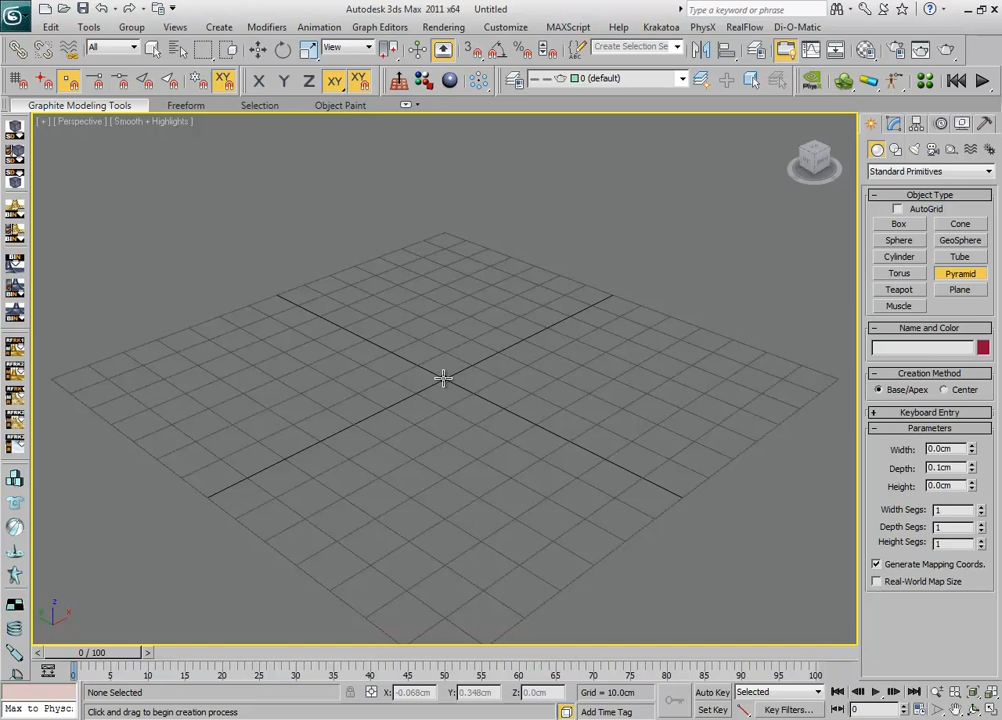 Autodesk 3ds Max 2011 x64 Untitled
Type a keyword or phrase
Edit Tools Group Views Create Modifiers Animation Graph Editors Rendering Customize MAXScript Help Krakatoa PhysX RealFlow Di-O-Matic
All View Create Selection Se
X Y Z XY XY 0 (default)
Graphite Modeling Tools Freeform Selection Object Paint
[ + ] [ Perspective ] [ Smooth + Highlights ]
Standard Primitives
Object Type
AutoGrid
Box Cone
Sphere GeoSphere
Cylinder Tube
Torus Pyramid
Teapot Plane
Muscle
Name and Color
Creation Method
Base/Apex Center
Keyboard Entry
Parameters
Width: 0.0cm
Depth: 0.1cm
Height: 0.0cm
Width Segs: 1
Depth Segs: 1
Height Segs: 1
Generate Mapping Coords.
Real-World Map Size
z x
0 / 100
0 5 10 15 20 25 30 35 40 45 50 55 60 65 70 75 80 85 90 95 100
None Selected X: -0.068cm Y: 0.348cm Z: 0.0cm Grid = 10.0cm Auto Key Selected
Max to Physc Click and drag to begin creation process Add Time Tag Set Key Key Filters... 0